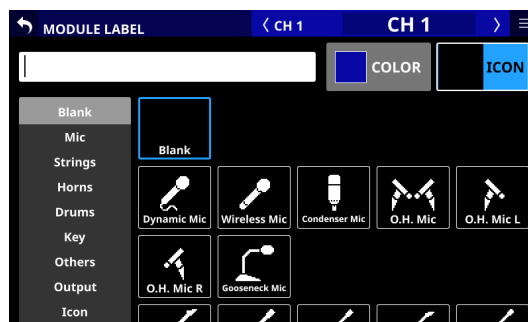 MODULE LABEL
CH 1
CH 1
COLOR
ICON
Blank
Mic
Strings
Horns
Drums
Key
Others
Output
Icon
Blank
Dynamic Mic
Wireless Mic
Condenser Mic
O.H. Mic
O.H. Mic L
O.H. Mic R
Gooseneck Mic